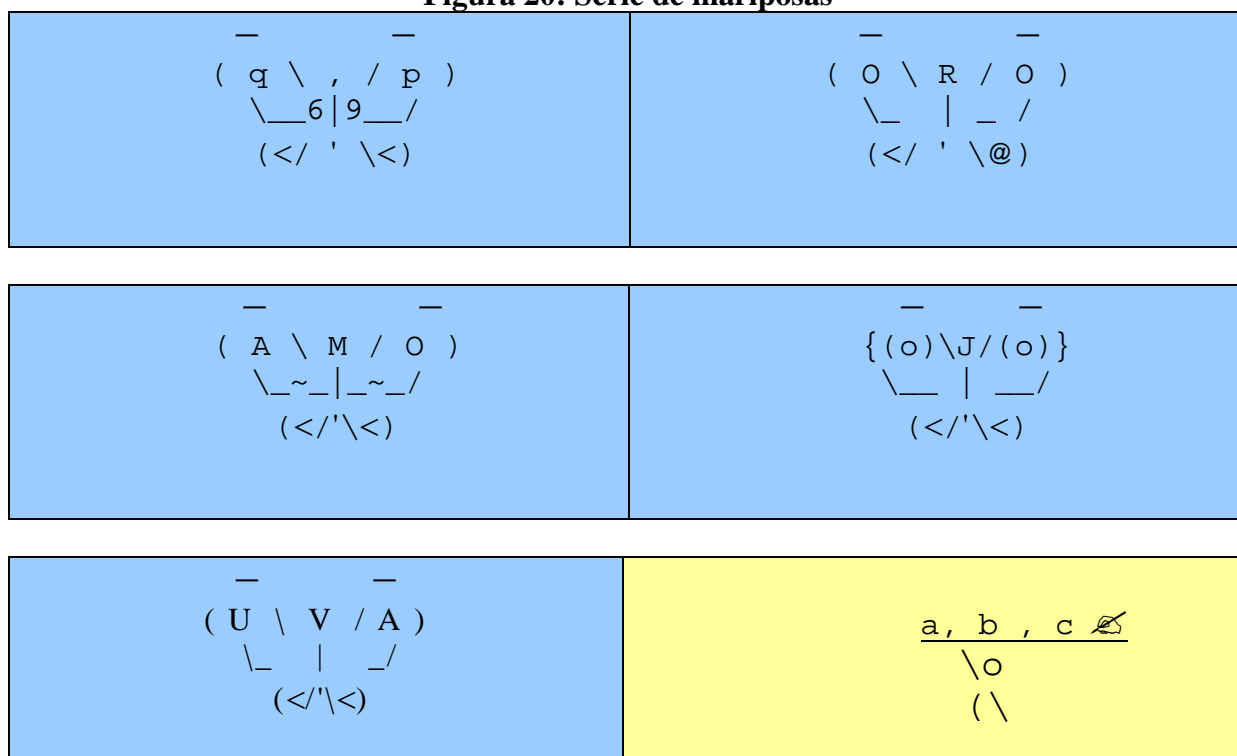 Figura 20: Serie de mariposas
_ _
( q \ , / p )
\__6|9__/
(</ ' \<)
_ _
( O \ R / O )
\_ | _ /
(</ ' \@)
_ _
( A \ M / O )
\_~_|_~_/
(</'\<)
_ _
{(o)\J/(o)}
\__ | __/
(</'\<)
_ _
( U \ V / A )
\_ | _/
(</'\<)
a, b , c ✍
\o
(\